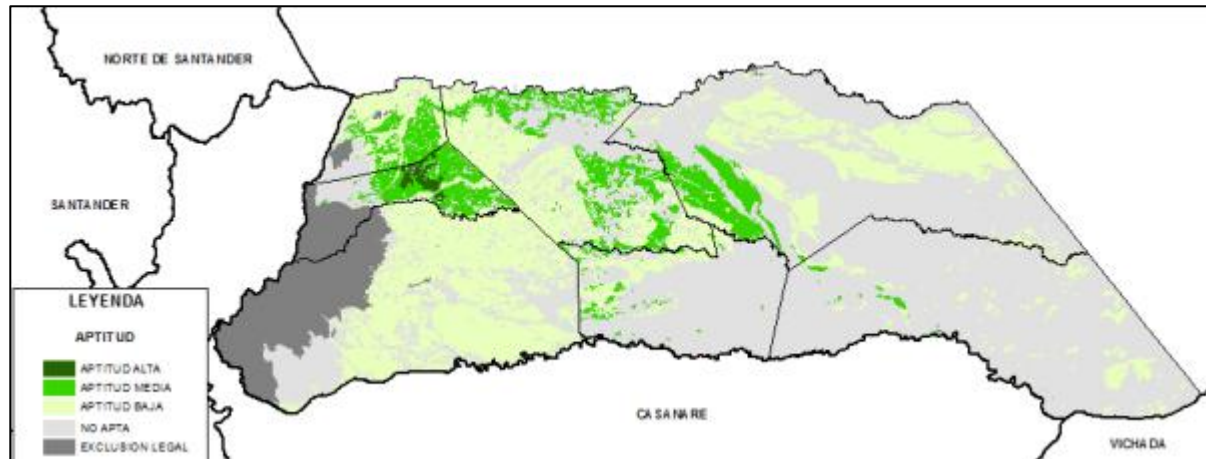 NORTE DE SANTANDER
SANTANDER
LEYENDA
APTITUD
APTITUD ALTA
APTITUD MEDIA
APTITUD BAJA
NO APTA
EXCLUSION LEGAL
CASANARE
VICHADA